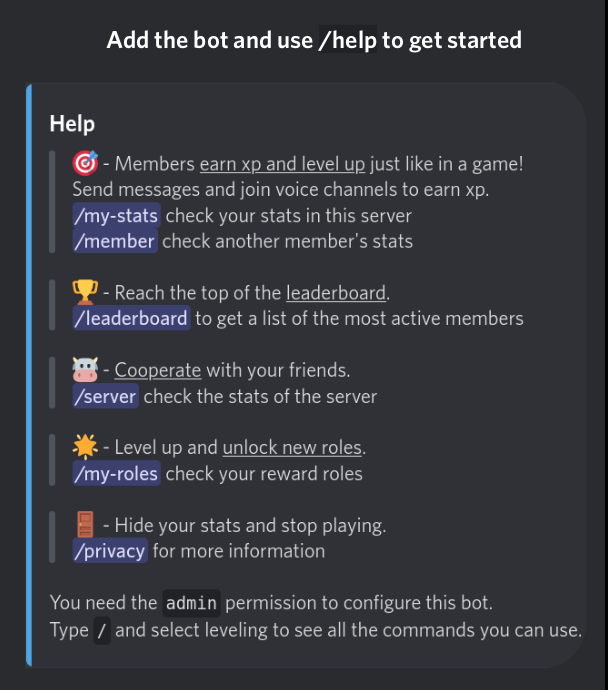 Add the bot and use /help to get started
Help
🎯 - Members earn xp and level up just like in a game!
Send messages and join voice channels to earn xp.
/my-stats check your stats in this server
/member check another member's stats
🏆 - Reach the top of the leaderboard.
/leaderboard to get a list of the most active members
🐮 - Cooperate with your friends.
/server check the stats of the server
🌟 - Level up and unlock new roles.
/my-roles check your reward roles
🚪 - Hide your stats and stop playing.
/privacy for more information
You need the admin permission to configure this bot.
Type / and select leveling to see all the commands you can use.